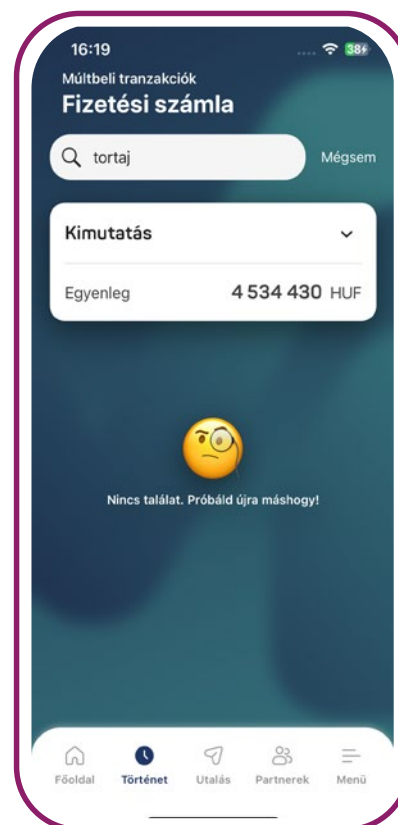 16:19
38
Múltbeli tranzakciók
Fizetési számla
tortaj
Mégsem
Kimutatás
Egyenleg 4 534 430 HUF
Nincs találat. Próbáld újra máshogy!
Főoldal Történet Utalás Partnerek Menü